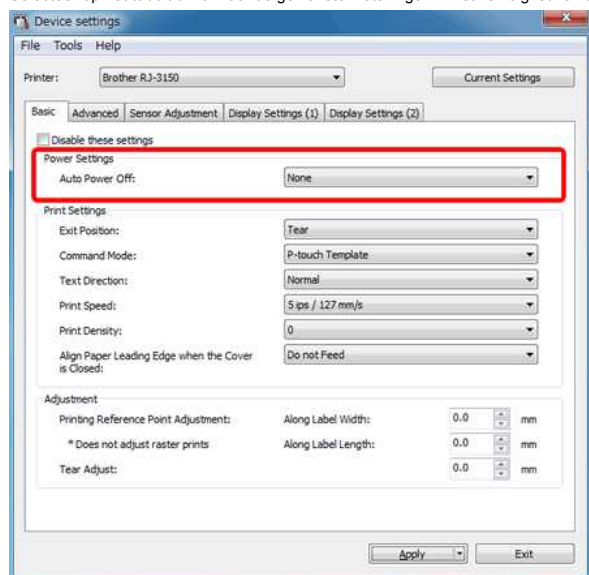 Device settings
File Tools Help
Printer: Brother RJ-3150 Current Settings
Basic Advanced Sensor Adjustment Display Settings (1) Display Settings (2)
Disable these settings
Power Settings
Auto Power Off: None
Print Settings
Exit Position: Tear
Command Mode: P-touch Template
Text Direction: Normal
Print Speed: 5 ips / 127 mm/s
Print Density: 0
Align Paper Leading Edge when the Cover Do not Feed
is Closed:
Adjustment
Printing Reference Point Adjustment: Along Label Width: 0.0 mm
* Does not adjust raster prints Along Label Length: 0.0 mm
Tear Adjust: 0.0 mm
Apply Exit